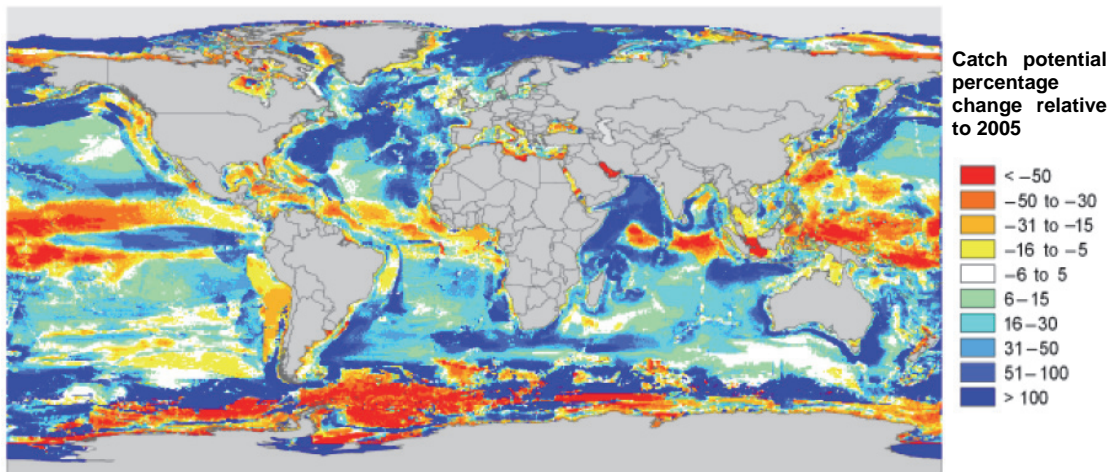 Catch potential
percentage
change relative
to 2005
< –50
–50 to –30
–31 to –15
–16 to –5
–6 to 5
6–15
16–30
31–50
51–100
> 100